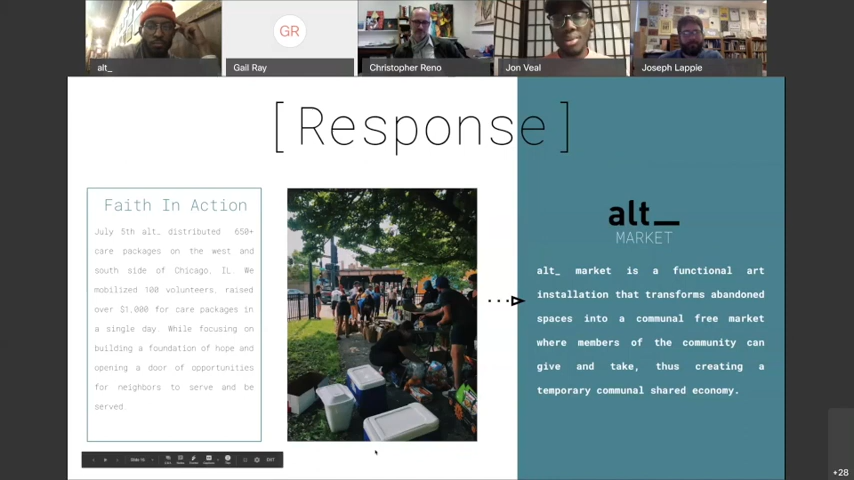 GR
alt_
Gail Ray
Christopher Reno
Jon Veal
Joseph Lappie
[Response]
Faith In Action
July 5th alt_ distributed 650+
care packages on the west and
south side of Chicago, IL. We
mobilized 100 volunteers, raised
over $1,000 for care packages in
a single day. While focusing on
building a foundation of hope and
opening a door of opportunities
for neighbors to serve and be
served
alt_
MARKET
alt_ market is a functional art
installation that transforms abandoned
spaces into a communal free market
where members of the community can
give and take, thus creating a
temporary communal shared economy.
+28